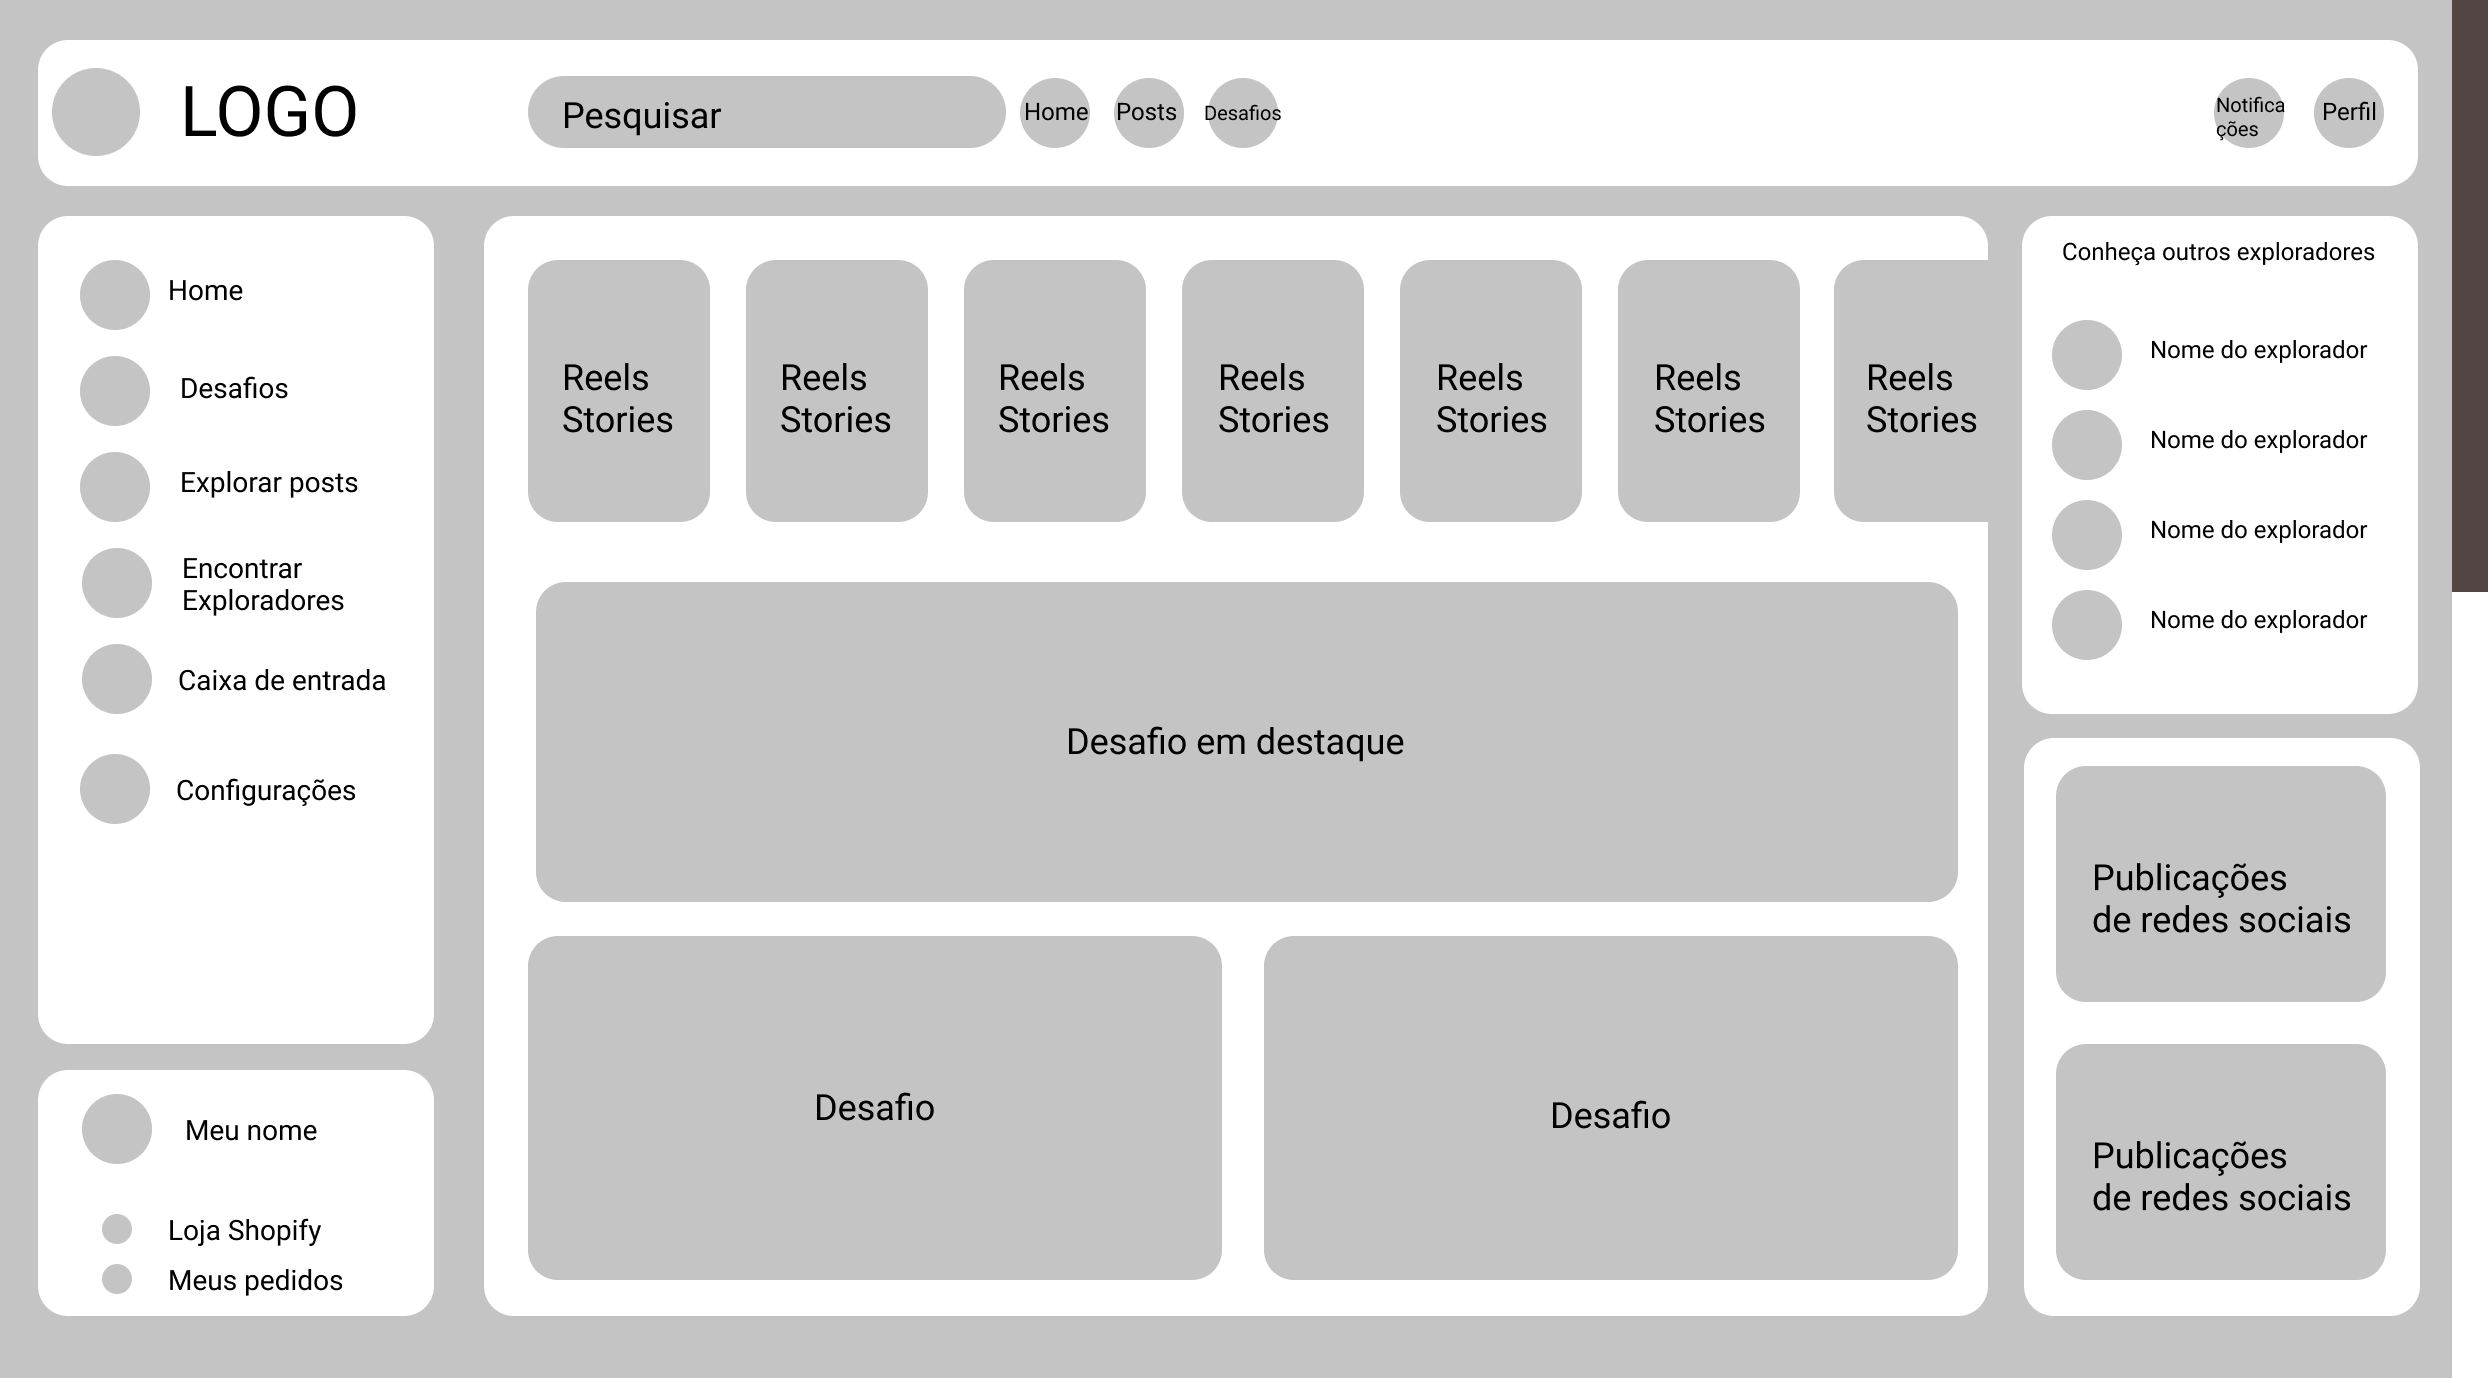 LOGO
Pesquisar
Home
Posts
Desafios
Notifica
ções
Perfil
Home
Desafios
Explorar posts
Encontrar
Exploradores
Caixa de entrada
Configurações
Meu nome
Loja Shopify
Meus pedidos
Reels
Stories
Reels
Stories
Reels
Stories
Reels
Stories
Reels
Stories
Reels
Stories
Reels
Stories
Desafio em destaque
Desafio
Desafio
Conheça outros exploradores
Nome do explorador
Nome do explorador
Nome do explorador
Nome do explorador
Publicações
de redes sociais
Publicações
de redes sociais